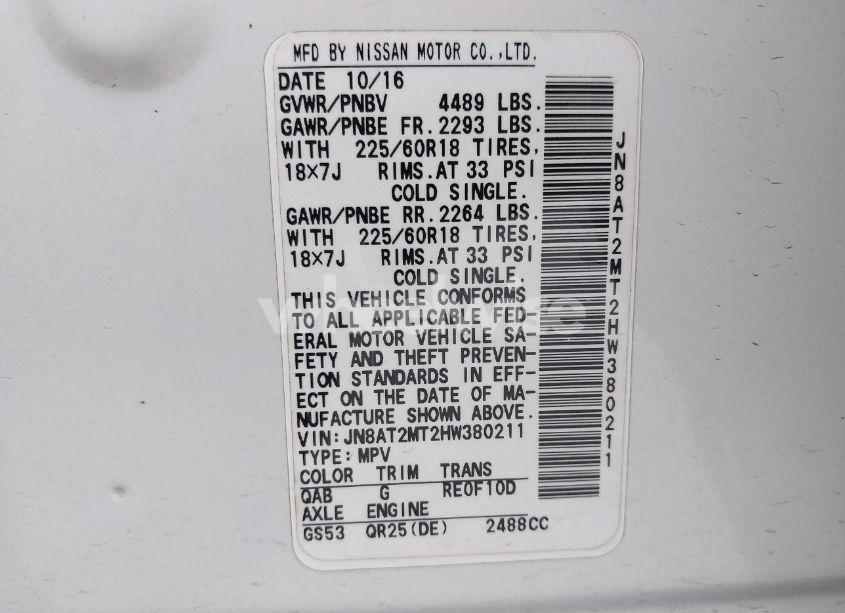 MFD BY NISSAN MOTOR CO.,LTD.
DATE 10/16
GVWR/PNBV 4489 LBS.
GAWR/PNBE FR. 2293 LBS.
WITH 225/60R18 TIRES,
18×7J RIMS.AT 33 PSI
COLD SINGLE.
GAWR/PNBE RR. 2264 LBS.
WITH 225/60R18 TIRES,
18×7J RIMS.AT 33 PSI
COLD SINGLE.
THIS VEHICLE CONFORMS
TO ALL APPLICABLE FED-
ERAL MOTOR VEHICLE SA-
FETY AND THEFT PREVEN-
TION STANDARDS IN EFF-
ECT ON THE DATE OF MA-
NUFACTURE SHOWN ABOVE.
VIN:JN8AT2MT2HW380211
TYPE:MPV
COLOR TRIM TRANS
QAB G RE0F10D
AXLE ENGINE
GS53 QR25(DE) 2488CC
JN8AT2MT2HW380211